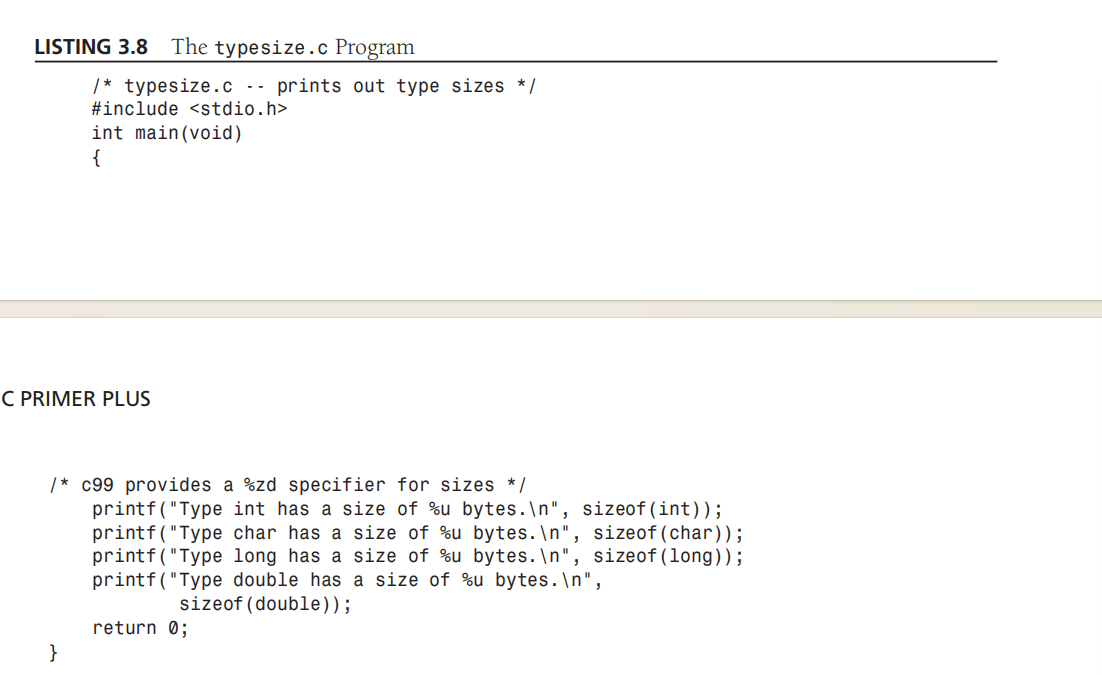 LISTING 3.8 The typesize.c Program
/* typesize.c -- prints out type sizes */
#include <stdio.h>
int main(void)
{
C PRIMER PLUS
/* c99 provides a %zd specifier for sizes */
printf("Type int has a size of %u bytes.\n", sizeof(int));
printf("Type char has a size of %u bytes.\n", sizeof(char));
printf("Type long has a size of %u bytes.\n", sizeof(long));
printf("Type double has a size of %u bytes.\n",
sizeof(double));
return 0;
}